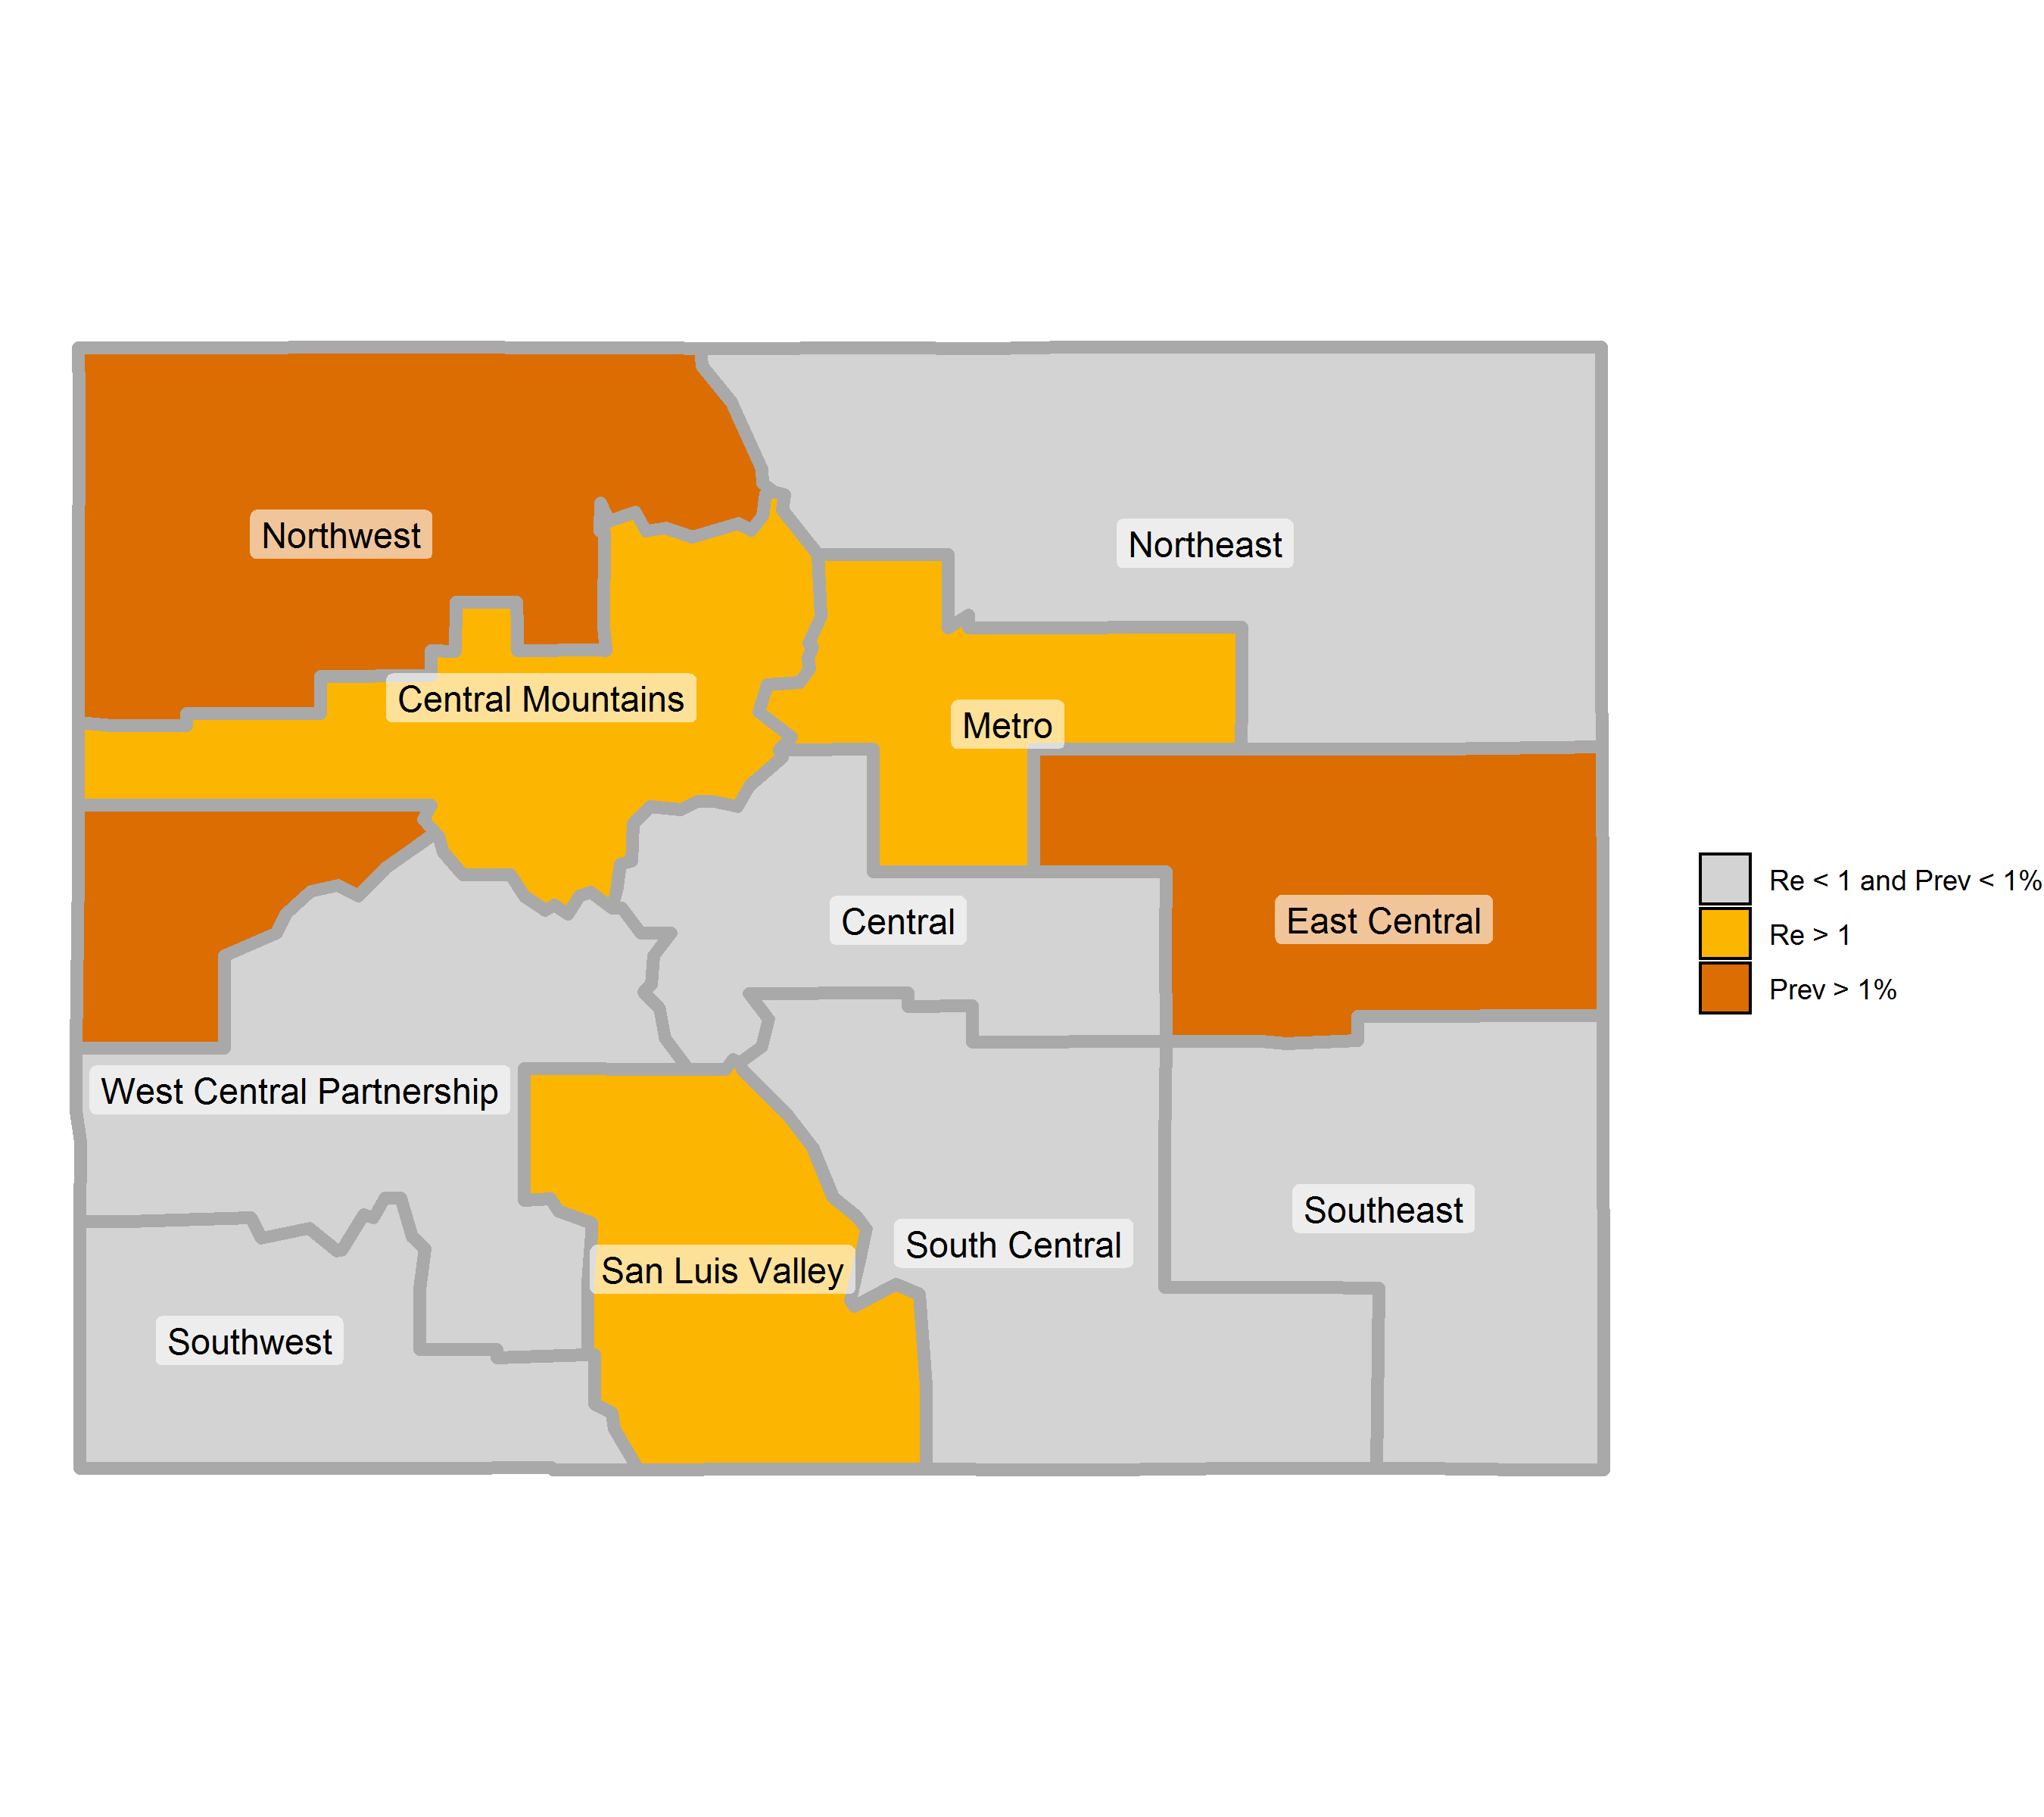 Northwest
Northeast
Central Mountains
Metro
Central
East Central
West Central Partnership
Southeast
South Central
San Luis Valley
Southwest
Re < 1 and Prev < 1%
Re > 1
Prev > 1%